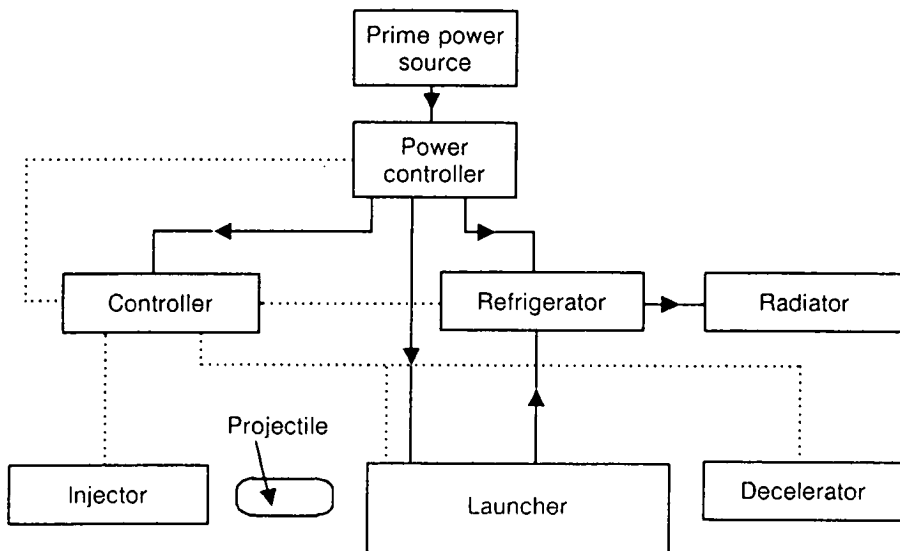 Prime power
source
Power
controller
Controller
Refrigerator
Radiator
Projectile
Injector
Launcher
Decelerator